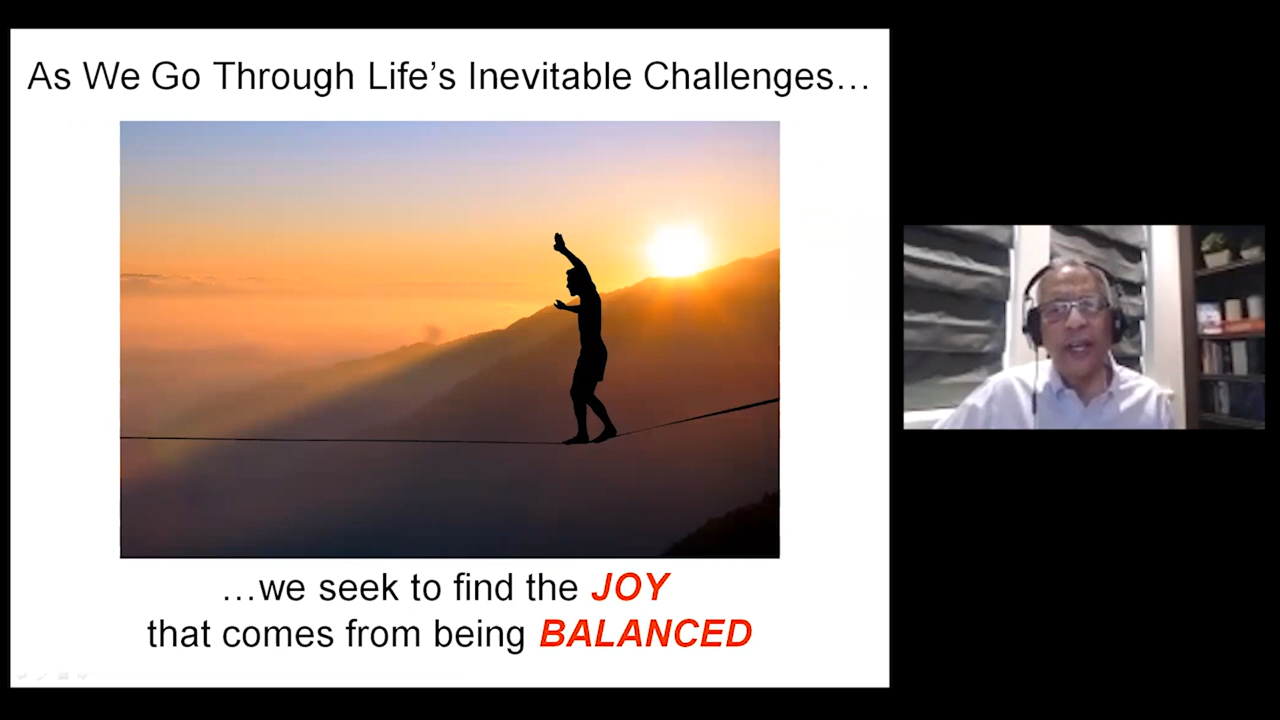 As We Go Through Life’s Inevitable Challenges…
…we seek to find the JOY
that comes from being BALANCED